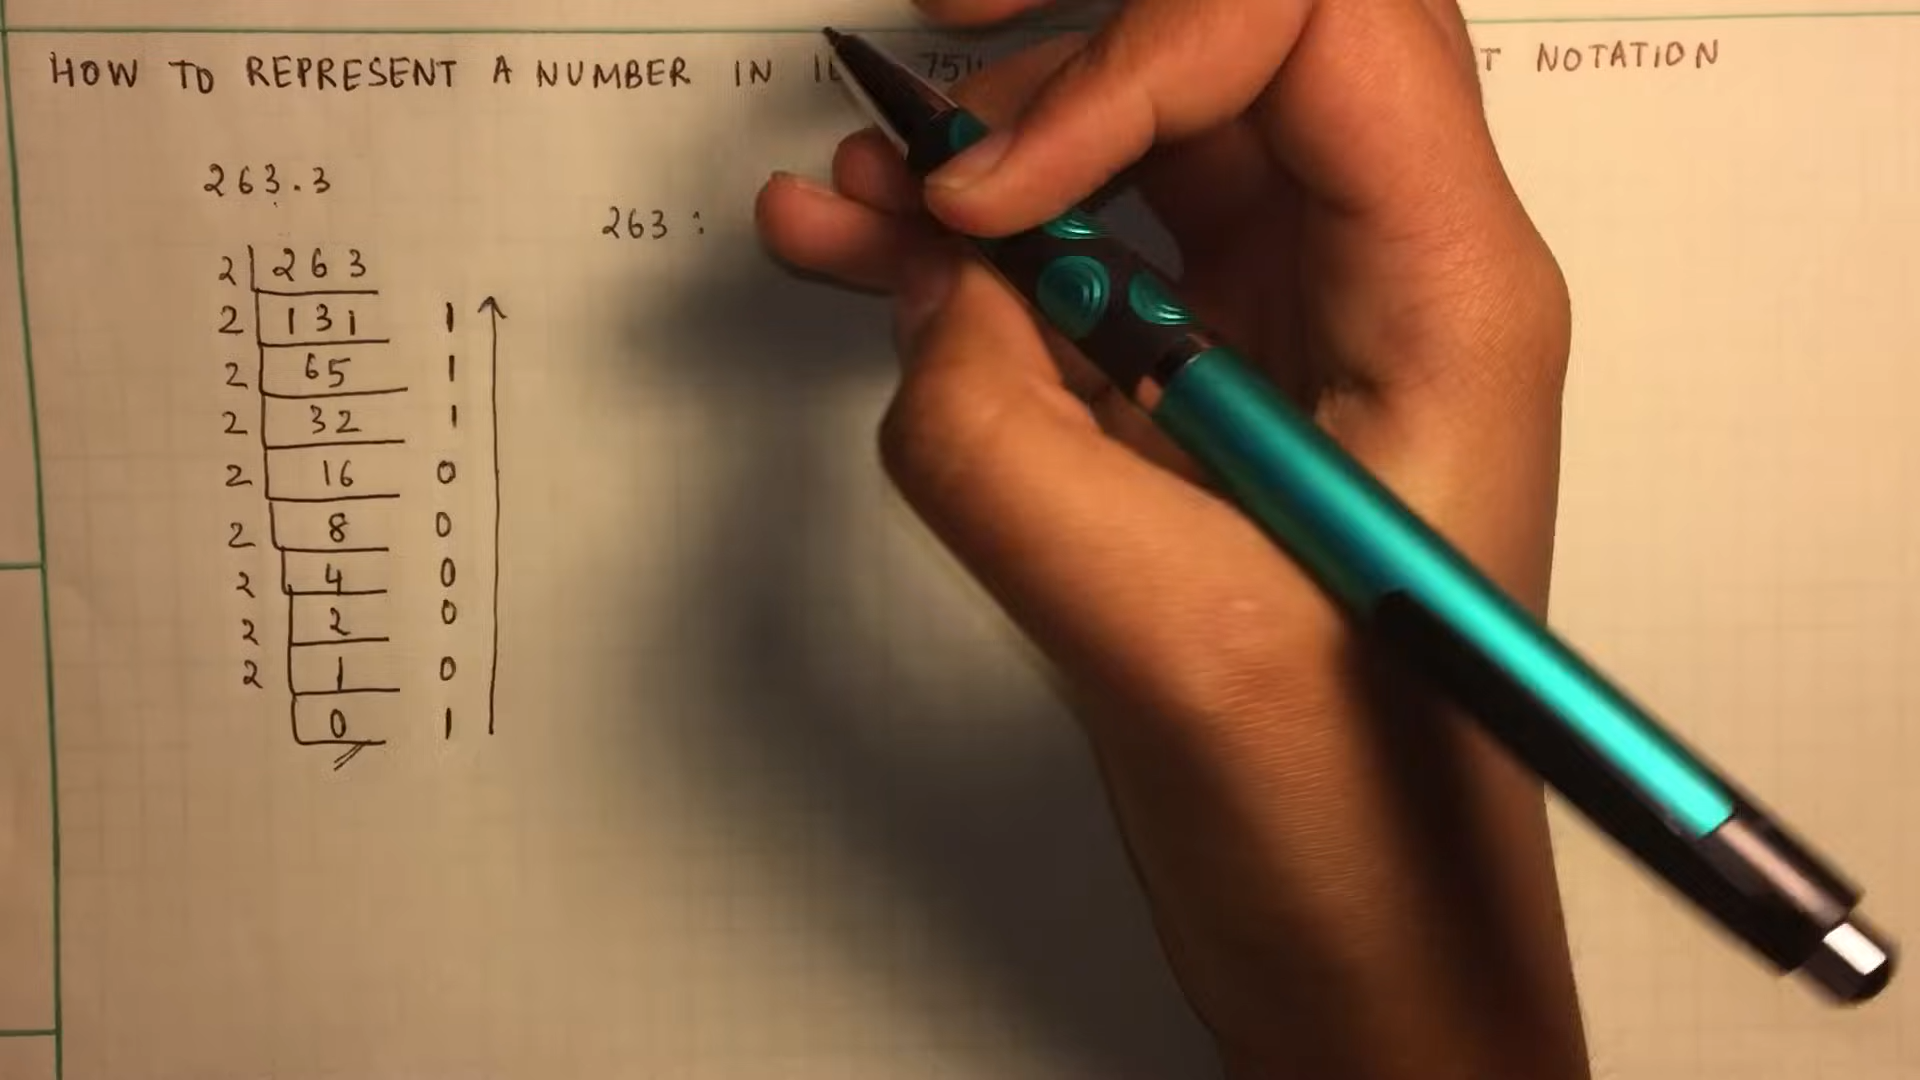 HOW TO REPRESENT A NUMBER IN 754 NOTATION
263.3
263 :
2 263
2 131 1
2 65 1
2 32 1
2 16 0
2 8 0
2 4 0
2 2 0
2 1 0
0 1